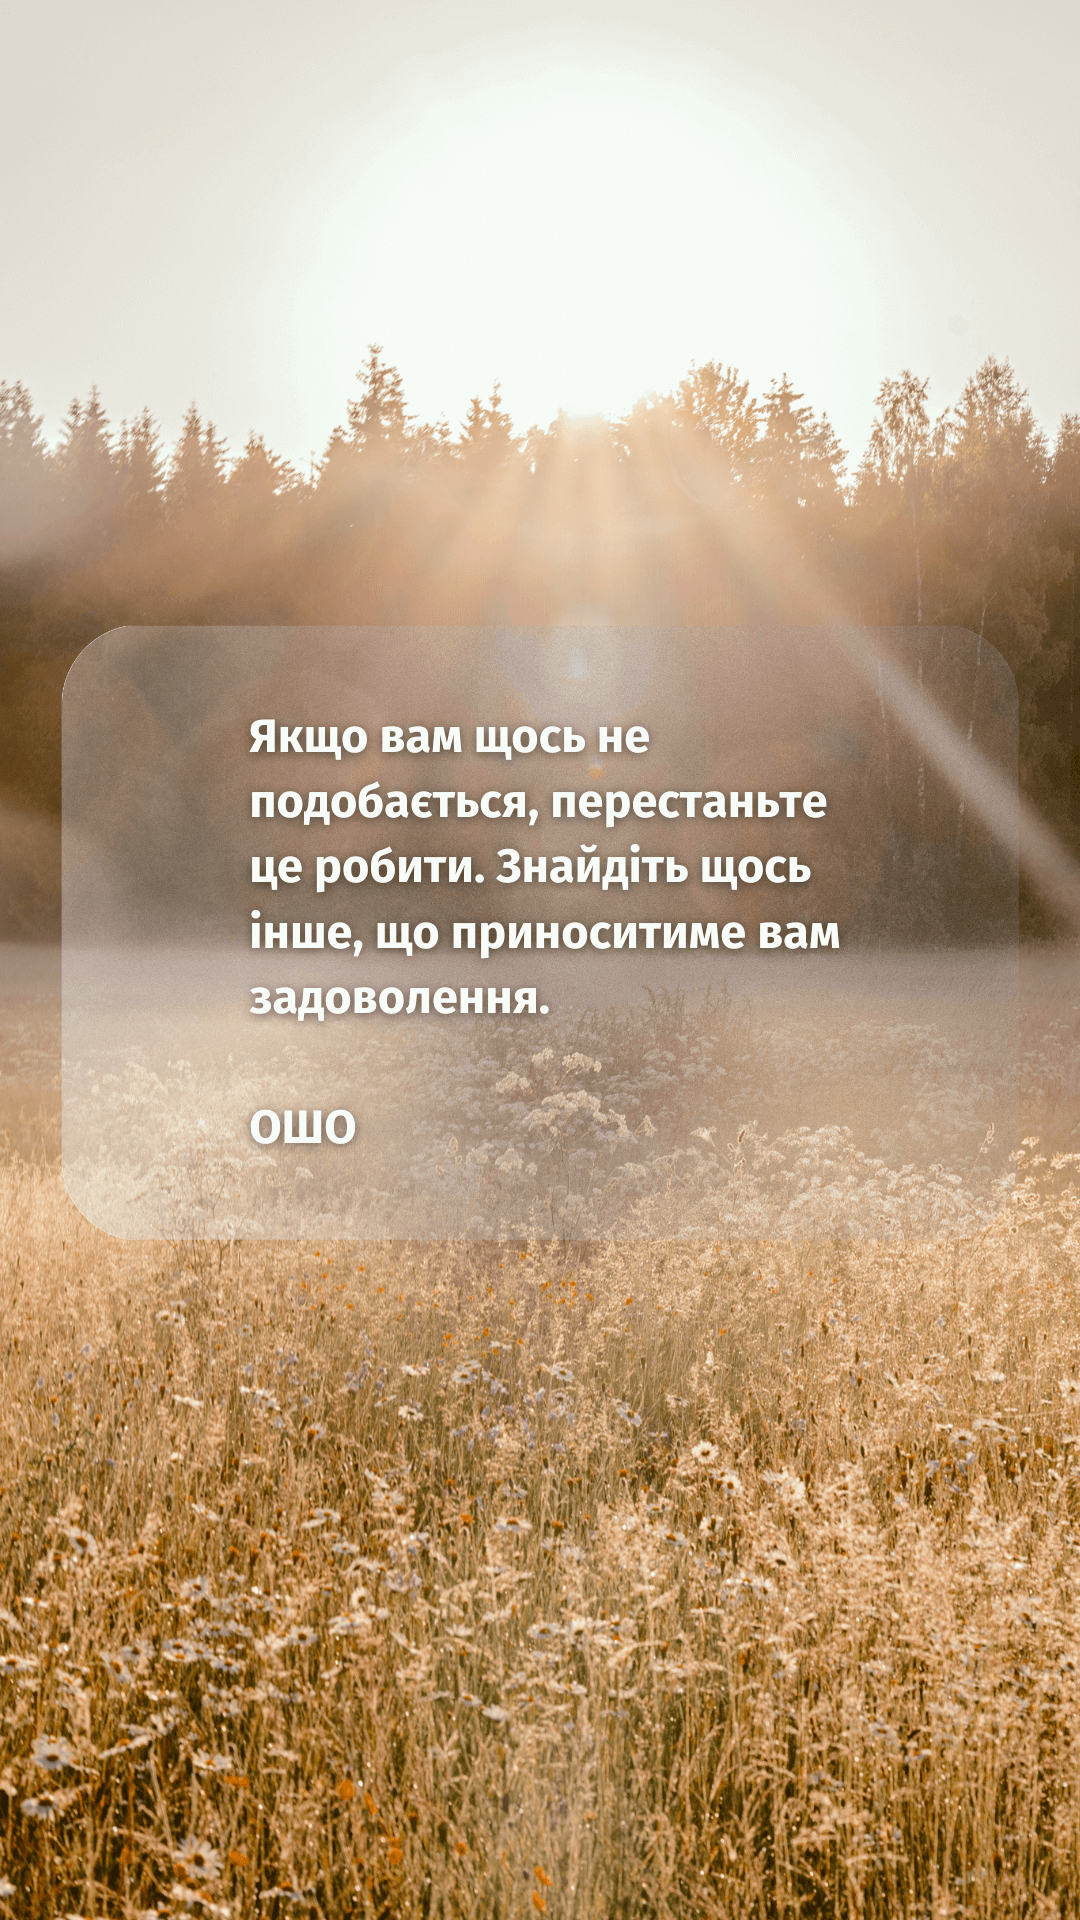 Якщо вам щось не
подобається, перестаньте
це робити. Знайдіть щось
інше, що приноситиме вам
задоволення.
ОШО